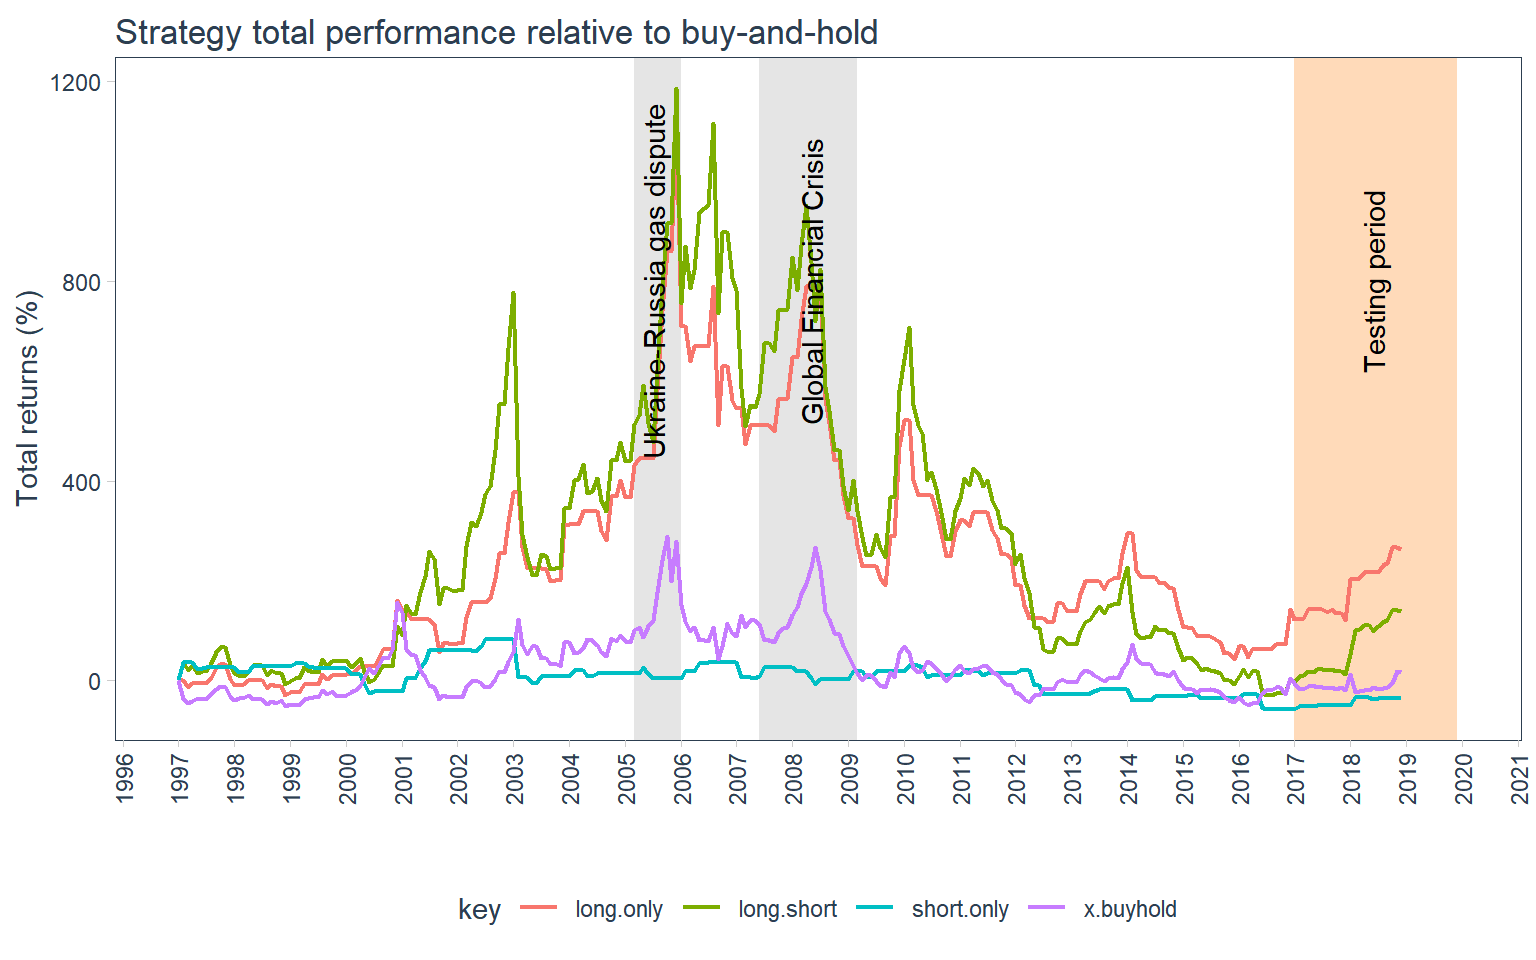 Strategy total performance relative to buy-and-hold
Total returns (%)
1200
800
400
0
Ukraine-Russia gas dispute
Global Financial Crisis
Testing period
1996 1997 1998 1999 2000 2001 2002 2003 2004 2005 2006 2007 2008 2009 2010 2011 2012 2013 2014 2015 2016 2017 2018 2019 2020 2021
key long.only long.short short.only x.buyhold